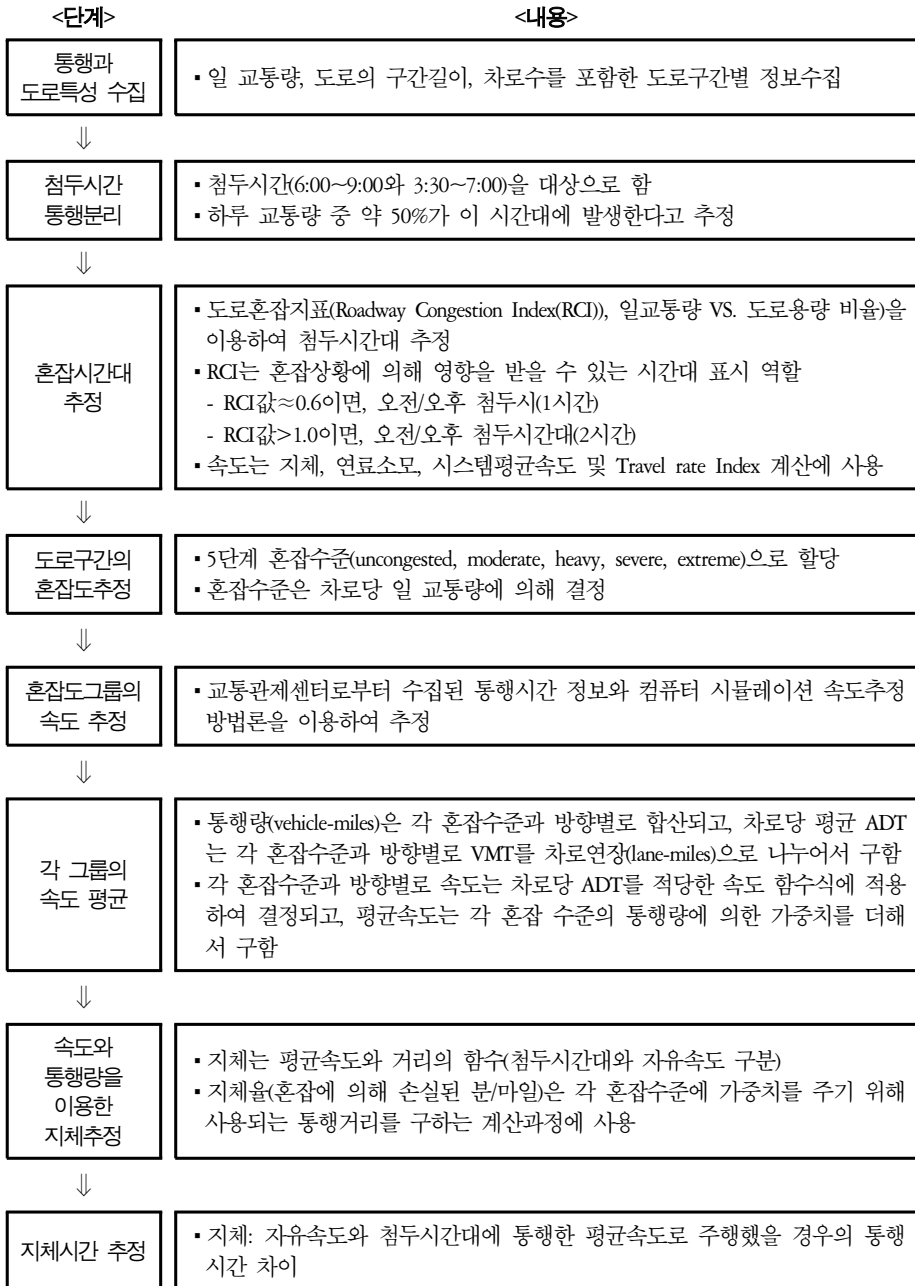 <단계> <내용>
통행과
도로특성 수집
▪ 일 교통량, 도로의 구간길이, 차로수를 포함한 도로구간별 정보수집
⇓
첨두시간
통행분리
▪ 첨두시간(6:00~9:00와 3:30~7:00)을 대상으로 함
▪ 하루 교통량 중 약 50%가 이 시간대에 발생한다고 추정
⇓
혼잡시간대
추정
▪ 도로혼잡지표(Roadway Congestion Index(RCI)), 일교통량 VS. 도로용량 비율)을
이용하여 첨두시간대 추정
▪ RCI는 혼잡상황에 의해 영향을 받을 수 있는 시간대 표시 역할
- RCI값≈0.6이면, 오전/오후 첨두시(1시간)
- RCI값>1.0이면, 오전/오후 첨두시간대(2시간)
▪ 속도는 지체, 연료소모, 시스템평균속도 및 Travel rate Index 계산에 사용
⇓
도로구간의
혼잡도추정
▪ 5단계 혼잡수준(uncongested, moderate, heavy, severe, extreme)으로 할당
▪ 혼잡수준은 차로당 일 교통량에 의해 결정
⇓
혼잡도그룹의
속도 추정
▪ 교통관제센터로부터 수집된 통행시간 정보와 컴퓨터 시뮬레이션 속도추정
방법론을 이용하여 추정
⇓
각 그룹의
속도 평균
▪ 통행량(vehicle-miles)은 각 혼잡수준과 방향별로 합산되고, 차로당 평균 ADT
는 각 혼잡수준과 방향별로 VMT를 차로연장(lane-miles)으로 나누어서 구함
▪ 각 혼잡수준과 방향별로 속도는 차로당 ADT를 적당한 속도 함수식에 적용
하여 결정되고, 평균속도는 각 혼잡 수준의 통행량에 의한 가중치를 더해
서 구함
⇓
속도와
통행량을
이용한
지체추정
▪ 지체는 평균속도와 거리의 함수(첨두시간대와 자유속도 구분)
▪ 지체율(혼잡에 의해 손실된 분/마일)은 각 혼잡수준에 가중치를 주기 위해
사용되는 통행거리를 구하는 계산과정에 사용
⇓
지체시간 추정
▪ 지체: 자유속도와 첨두시간대에 통행한 평균속도로 주행했을 경우의 통행
시간 차이